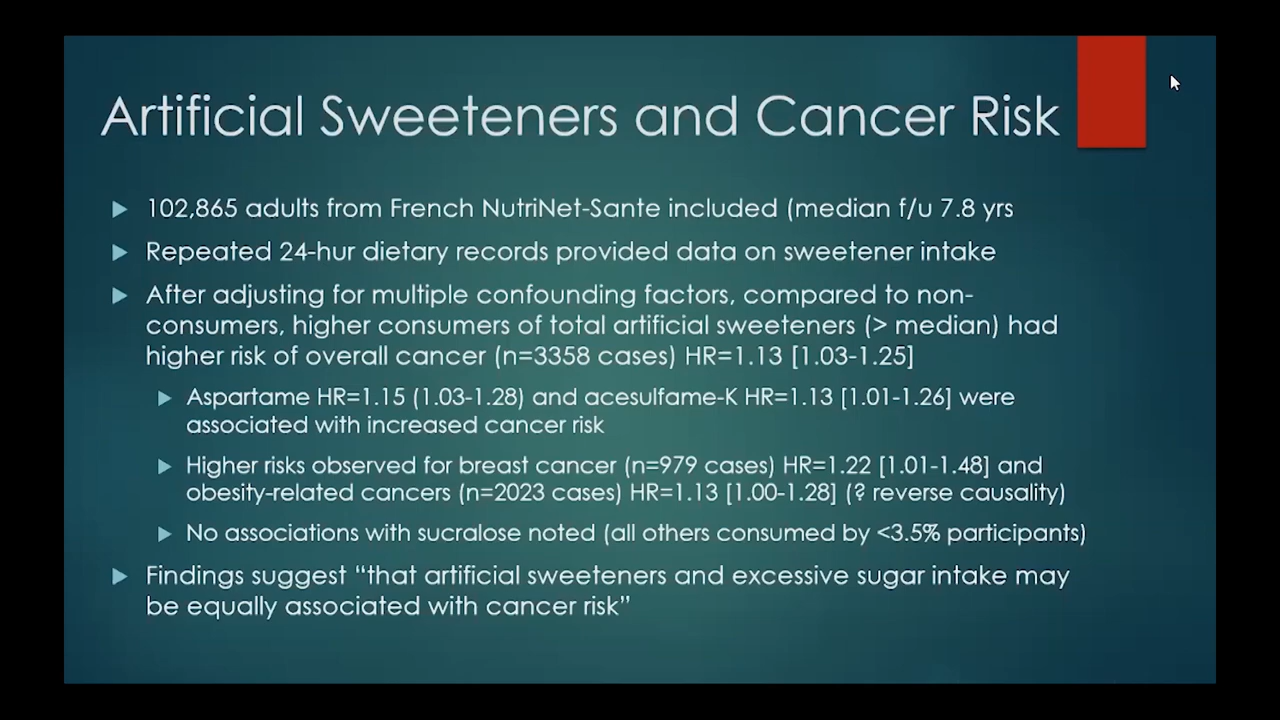 Artificial Sweeteners and Cancer Risk
102,865 adults from French NutriNet-Sante included (median f/u 7.8 yrs
Repeated 24-hur dietary records provided data on sweetener intake
After adjusting for multiple confounding factors, compared to non-
consumers, higher consumers of total artificial sweeteners (> median) had
higher risk of overall cancer (n=3358 cases) HR=1.13 [1.03-1.25]
Aspartame HR=1.15 (1.03-1.28) and acesulfame-K HR=1.13 [1.01-1.26] were
associated with increased cancer risk
Higher risks observed for breast cancer (n=979 cases) HR=1.22 [1.01-1.48] and
obesity-related cancers (n=2023 cases) HR=1.13 [1.00-1.28] (? reverse causality)
No associations with sucralose noted (all others consumed by <3.5% participants)
Findings suggest “that artificial sweeteners and excessive sugar intake may
be equally associated with cancer risk”